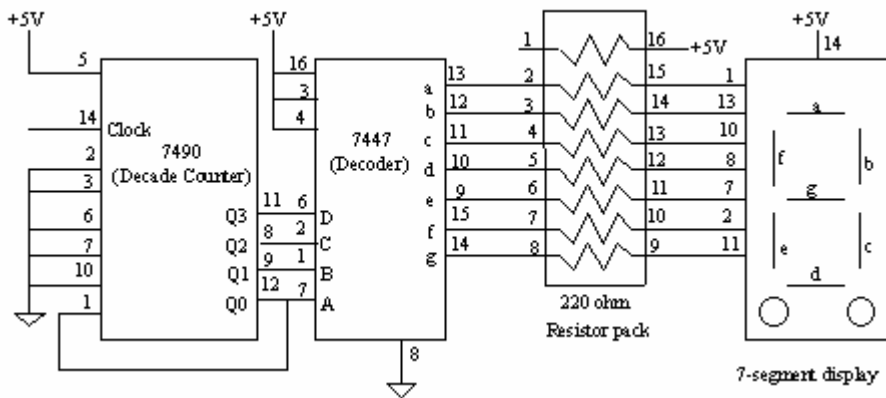 +5V
5
14
Clock
7490
(Decade Counter)
2
3
6
7
10
1
Q3
Q2
Q1
Q0
11
8
9
12
+5V
16
3
4
7447
(Decoder)
6
2
1
7
D
C
B
A
a
b
c
d
e
f
g
13
12
11
10
9
15
14
8
1
2
3
4
5
6
7
8
16
15
14
13
12
11
10
9
+5V
220 ohm
Resistor pack
+5V
14
1
13
10
8
7
2
11
a
f
b
g
e
c
d
7-segment display